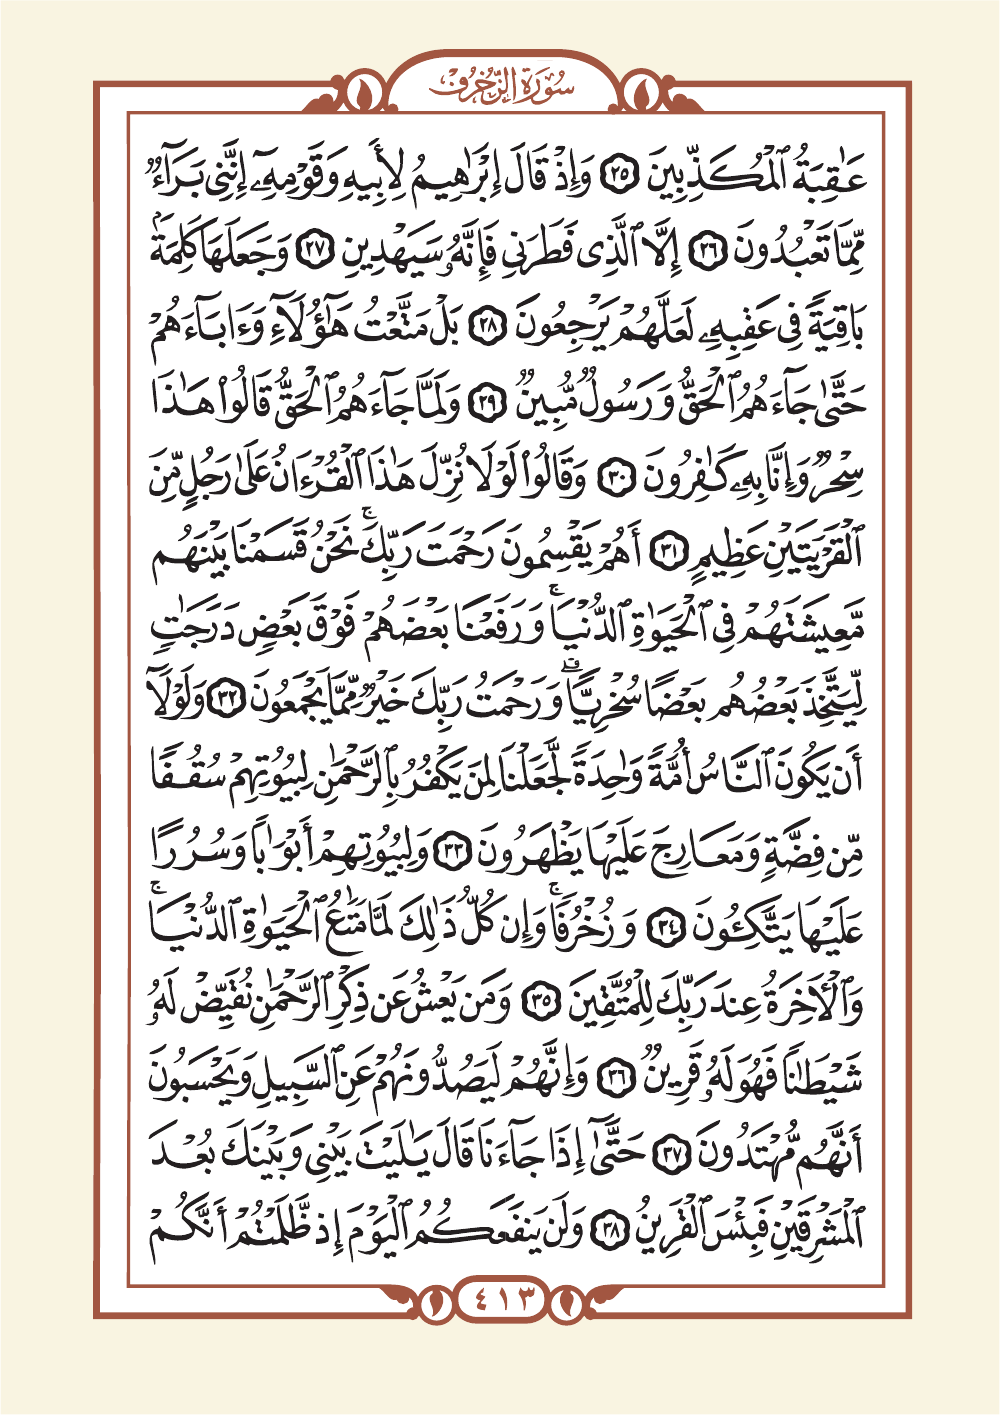 سُورَةُ الزُّخْرُفِ
عَٰقِبَةُ ٱلْمُكَذِّبِينَ ٢٥ وَإِذْ قَالَ إِبْرَٰهِيمُ لِأَبِيهِ وَقَوْمِهِۦٓ إِنَّنِى بَرَآءٌ
مِّمَّا تَعْبُدُونَ ٢٦ إِلَّا ٱلَّذِى فَطَرَنِى فَإِنَّهُۥ سَيَهْدِينِ ٢٧ وَجَعَلَهَا كَلِمَةًۢ
بَاقِيَةً فِى عَقِبِهِۦ لَعَلَّهُمْ يَرْجِعُونَ ٢٨ بَلْ مَتَّعْتُ هَٰٓؤُلَآءِ وَءَابَآءَهُمْ
حَتَّىٰ جَآءَهُمُ ٱلْحَقُّ وَرَسُولٌ مُّبِينٌ ٢٩ وَلَمَّا جَآءَهُمُ ٱلْحَقُّ قَالُوا۟ هَٰذَا
سِحْرٌ وَإِنَّا بِهِۦ كَٰفِرُونَ ٣٠ وَقَالُوا۟ لَوْلَا نُزِّلَ هَٰذَا ٱلْقُرْءَانُ عَلَىٰ رَجُلٍ مِّنَ
ٱلْقَرْيَتَيْنِ عَظِيمٍ ٣١ أَهُمْ يَقْسِمُونَ رَحْمَتَ رَبِّكَ ۚ نَحْنُ قَسَمْنَا بَيْنَهُم
مَّعِيشَتَهُمْ فِى ٱلْحَيَوٰةِ ٱلدُّنْيَا ۚ وَرَفَعْنَا بَعْضَهُمْ فَوْقَ بَعْضٍ دَرَجَٰتٍ
لِّيَتَّخِذَ بَعْضُهُم بَعْضًا سُخْرِيًّا ۗ وَرَحْمَتُ رَبِّكَ خَيْرٌ مِّمَّا يَجْمَعُونَ ٣٢ وَلَوْلَآ
أَن يَكُونَ ٱلنَّاسُ أُمَّةً وَٰحِدَةً لَّجَعَلْنَا لِمَن يَكْفُرُ بِٱلرَّحْمَٰنِ لِبُيُوتِهِمْ سُقُفًا
مِّن فِضَّةٍ وَمَعَارِجَ عَلَيْهَا يَظْهَرُونَ ٣٣ وَلِبُيُوتِهِمْ أَبْوَٰبًا وَسُرُرًا
عَلَيْهَا يَتَّكِـُٔونَ ٣٤ وَزُخْرُفًا ۚ وَإِن كُلُّ ذَٰلِكَ لَمَّا مَتَٰعُ ٱلْحَيَوٰةِ ٱلدُّنْيَا ۚ
وَٱلْءَاخِرَةُ عِندَ رَبِّكَ لِلْمُتَّقِينَ ٣٥ وَمَن يَعْشُ عَن ذِكْرِ ٱلرَّحْمَٰنِ نُقَيِّضْ لَهُۥ
شَيْطَٰنًا فَهُوَ لَهُۥ قَرِينٌ ٣٦ وَإِنَّهُمْ لَيَصُدُّونَهُمْ عَنِ ٱلسَّبِيلِ وَيَحْسَبُونَ
أَنَّهُم مُّهْتَدُونَ ٣٧ حَتَّىٰٓ إِذَا جَآءَنَا قَالَ يَٰلَيْتَ بَيْنِى وَبَيْنَكَ بُعْدَ
ٱلْمَشْرِقَيْنِ فَبِئْسَ ٱلْقَرِينُ ٣٨ وَلَن يَنفَعَكُمُ ٱلْيَوْمَ إِذ ظَّلَمْتُمْ أَنَّكُمْ
٤١٣